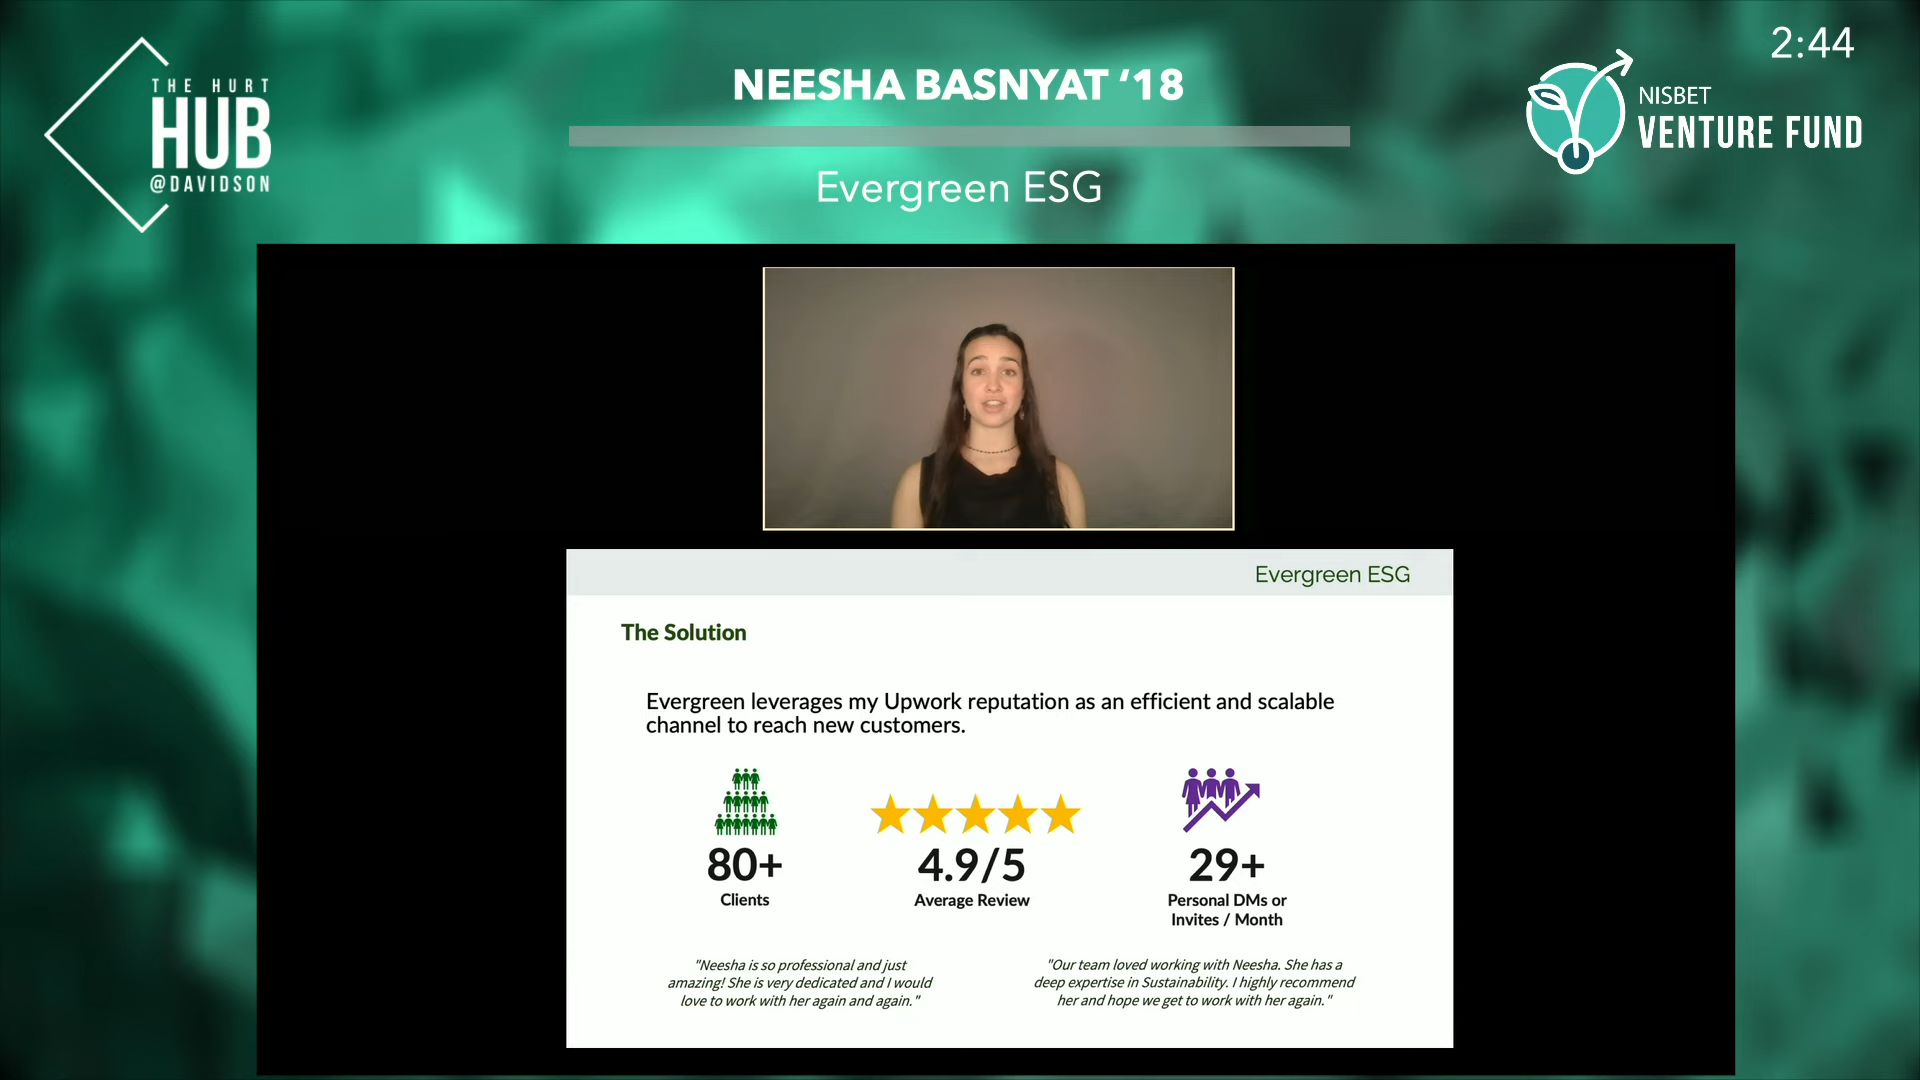 THE HURT
HUB
@DAVIDSON
NEESHA BASNYAT ‘18
Evergreen ESG
2:44
NISBET
VENTURE FUND
Evergreen ESG
The Solution
Evergreen leverages my Upwork reputation as an efficient and scalable
channel to reach new customers.
80+
Clients
4.9/5
Average Review
29+
Personal DMs or
Invites / Month
"Neesha is so professional and just
amazing! She is very dedicated and I would
love to work with her again and again."
"Our team loved working with Neesha. She has a
deep expertise in Sustainability. I highly recommend
her and hope we get to work with her again."